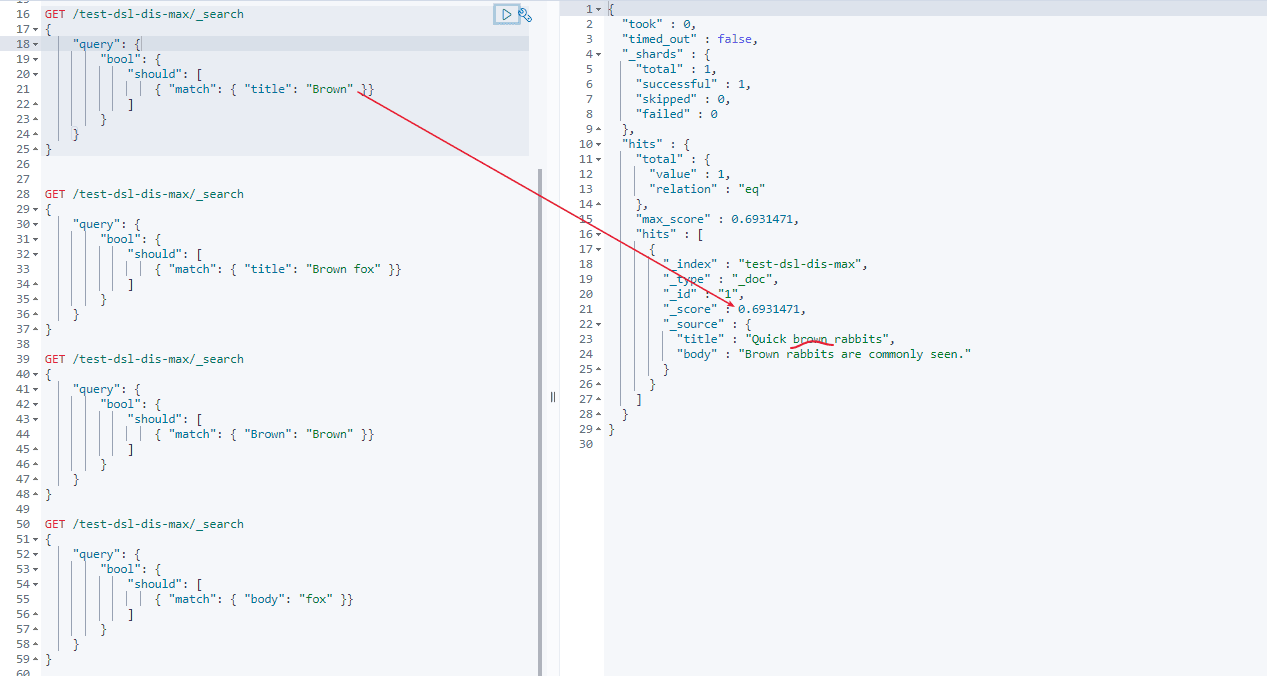 15
16 GET /test-dsl-dis-max/_search
17 {
18 "query": {
19 "bool": {
20 "should": [
21 { "match": { "title": "Brown" }}
22 ]
23 }
24 }
25 }
26
27
28 GET /test-dsl-dis-max/_search
29 {
30 "query": {
31 "bool": {
32 "should": [
33 { "match": { "title": "Brown fox" }}
34 ]
35 }
36 }
37 }
38
39 GET /test-dsl-dis-max/_search
40 {
41 "query": {
42 "bool": {
43 "should": [
44 { "match": { "Brown": "Brown" }}
45 ]
46 }
47 }
48 }
49
50 GET /test-dsl-dis-max/_search
51 {
52 "query": {
53 "bool": {
54 "should": [
55 { "match": { "body": "fox" }}
56 ]
57 }
58 }
59 }
60
1 {
2 "took" : 0,
3 "timed_out" : false,
4 "_shards" : {
5 "total" : 1,
6 "successful" : 1,
7 "skipped" : 0,
8 "failed" : 0
9 },
10 "hits" : {
11 "total" : {
12 "value" : 1,
13 "relation" : "eq"
14 },
15 "max_score" : 0.6931471,
16 "hits" : [
17 {
18 "_index" : "test-dsl-dis-max",
19 "_type" : "_doc",
20 "_id" : "1",
21 "_score" : 0.6931471,
22 "_source" : {
23 "title" : "Quick brown rabbits",
24 "body" : "Brown rabbits are commonly seen."
25 }
26 }
27 ]
28 }
29 }
30